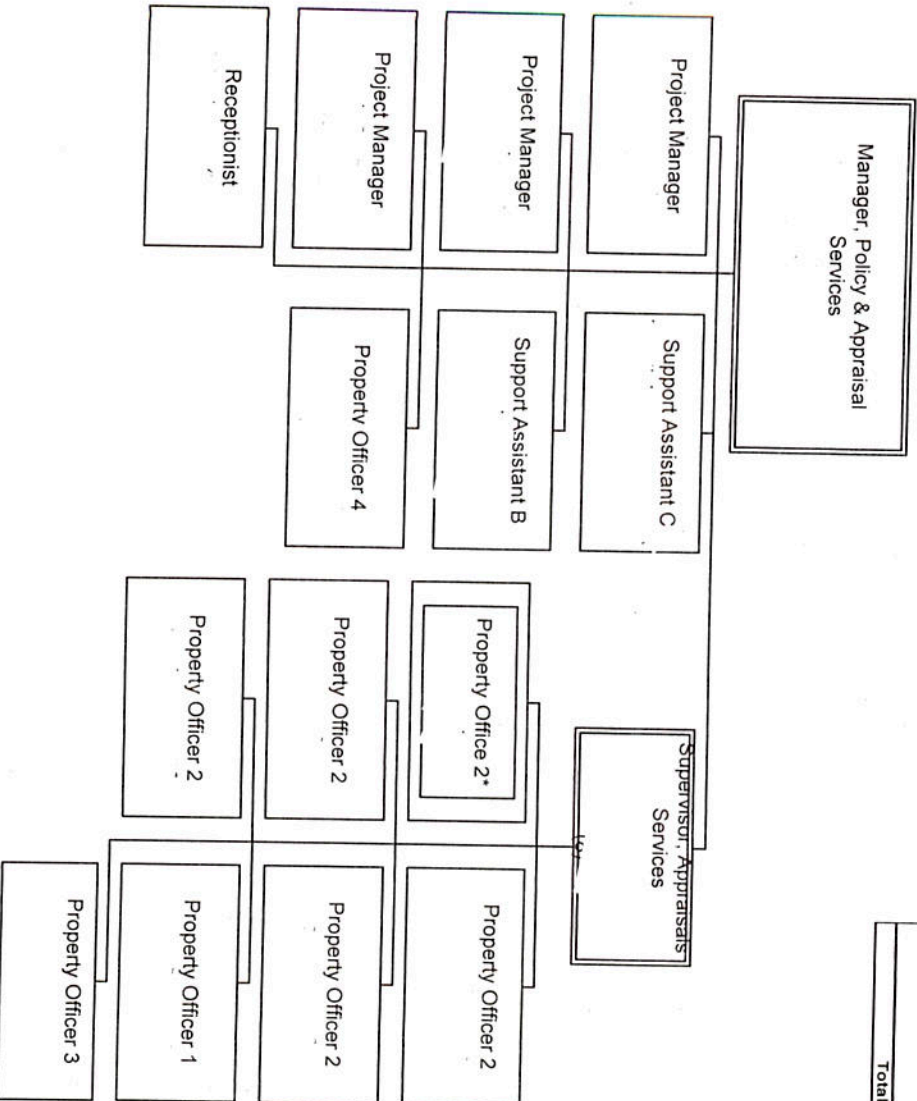 Total
Manager, Policy & Appraisal
Services
Project Manager
Support Assistant C
Supervisor, Appraisals
Services
Project Manager
Support Assistant B
Property Office 2*
Property Officer 2
Project Manager
Property Officer 4
Property Officer 2
Property Officer 2
Receptionist
Property Officer 2
Property Officer 1
Property Officer 3